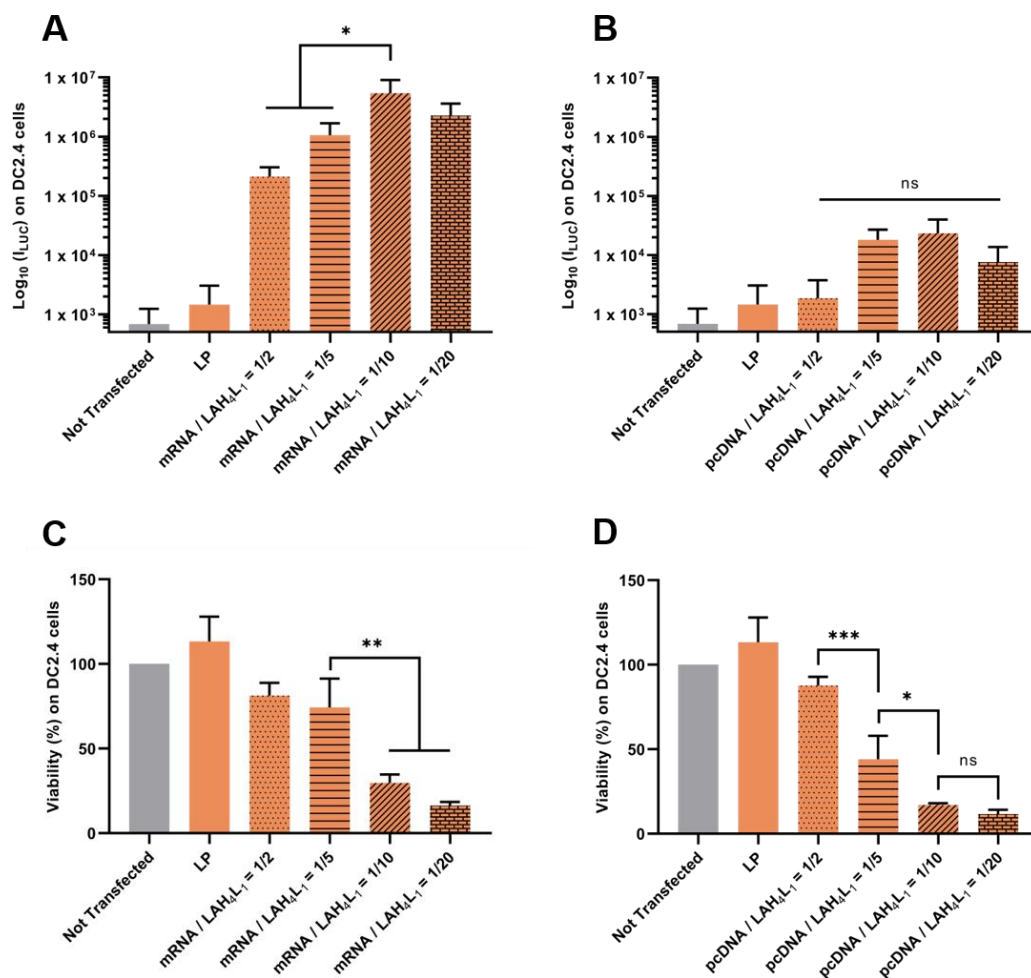 A
*
1 x 10⁷
1 x 10⁶
1 x 10⁵
1 x 10⁴
1 x 10³
Log₁₀ (I_LUC) on DC2.4 cells
Not Transfected
LP
mRNA / LAH₄L₁ = 1/2
mRNA / LAH₄L₁ = 1/5
mRNA / LAH₄L₁ = 1/10
mRNA / LAH₄L₁ = 1/20
B
ns
1 x 10⁷
1 x 10⁶
1 x 10⁵
1 x 10⁴
1 x 10³
Log₁₀ (I_LUC) on DC2.4 cells
Not Transfected
LP
pcDNA / LAH₄L₁ = 1/2
pcDNA / LAH₄L₁ = 1/5
pcDNA / LAH₄L₁ = 1/10
pcDNA / LAH₄L₁ = 1/20
C
**
150
100
50
0
Viability (%) on DC2.4 cells
Not Transfected
LP
mRNA / LAH₄L₁ = 1/2
mRNA / LAH₄L₁ = 1/5
mRNA / LAH₄L₁ = 1/10
mRNA / LAH₄L₁ = 1/20
D
***
*
ns
150
100
50
0
Viability (%) on DC2.4 cells
Not Transfected
LP
pcDNA / LAH₄L₁ = 1/2
pcDNA / LAH₄L₁ = 1/5
pcDNA / LAH₄L₁ = 1/10
pcDNA / LAH₄L₁ = 1/20